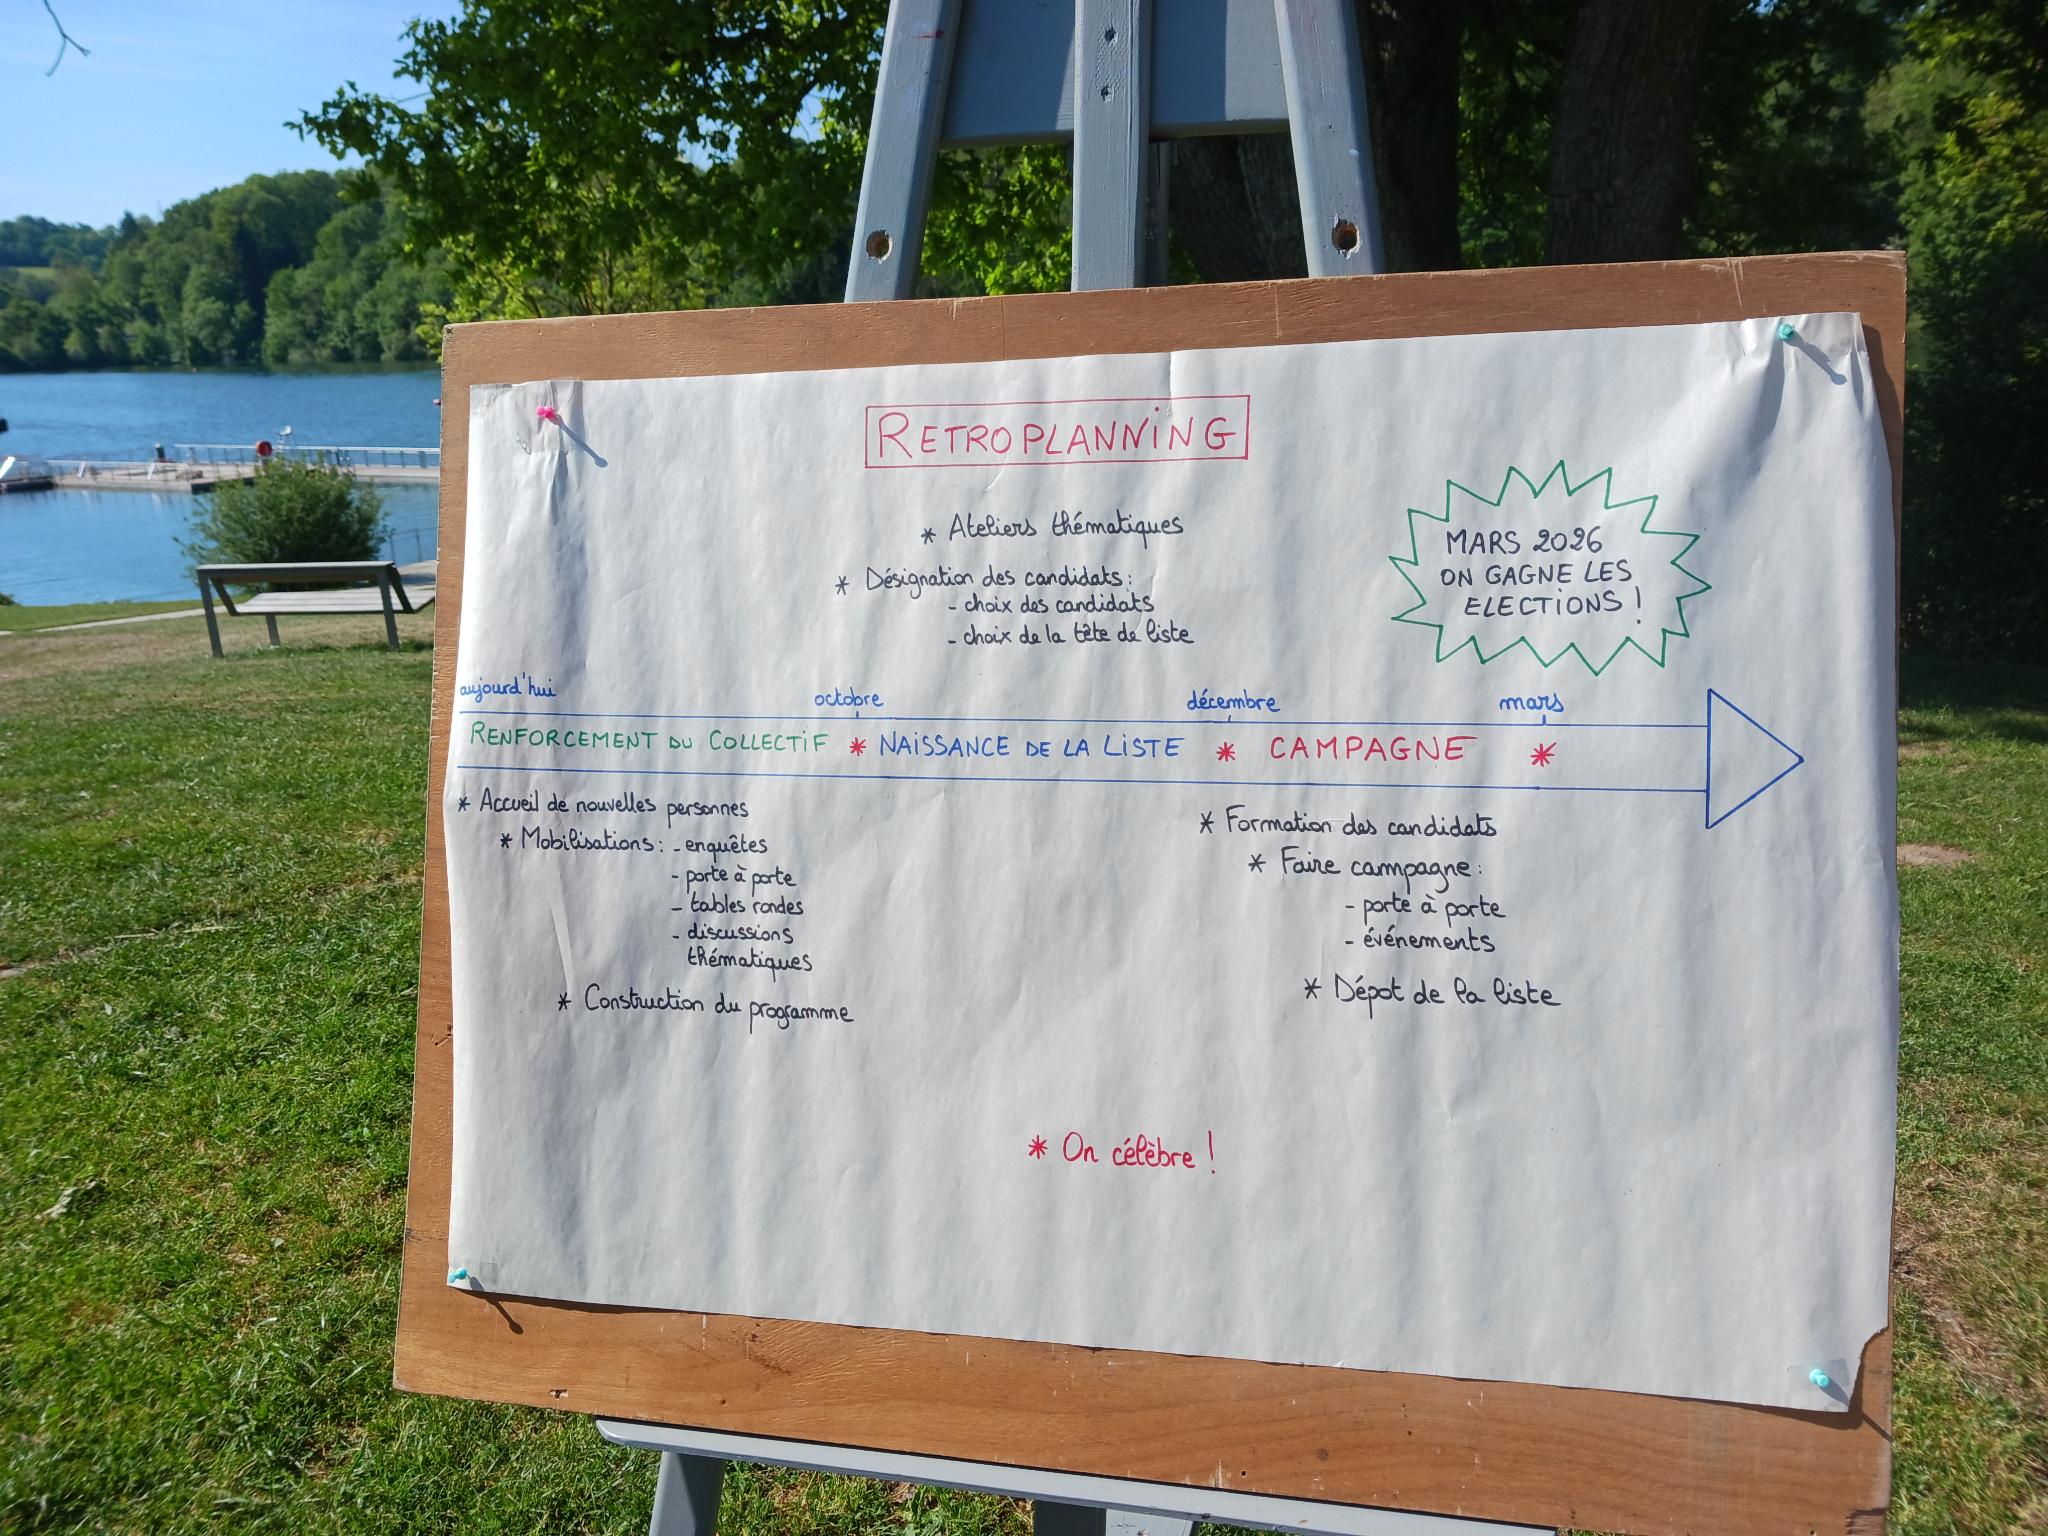 RETROPLANNING
* Ateliers thématiques
* Désignation des candidats :
- choix des candidats
- choix de la tête de liste
MARS 2026
ON GAGNE LES
ELECTIONS !
aujourd'hui octobre décembre mars
RENFORCEMENT DU COLLECTIF * NAISSANCE DE LA LISTE * CAMPAGNE *
* Accueil de nouvelles personnes
* Mobilisations : - enquêtes
- porte à porte
- tables rondes
- discussions
thématiques
* Construction du programme
* Formation des candidats
* Faire campagne :
- porte à porte
- événements
* Dépot de la liste
* On célèbre !